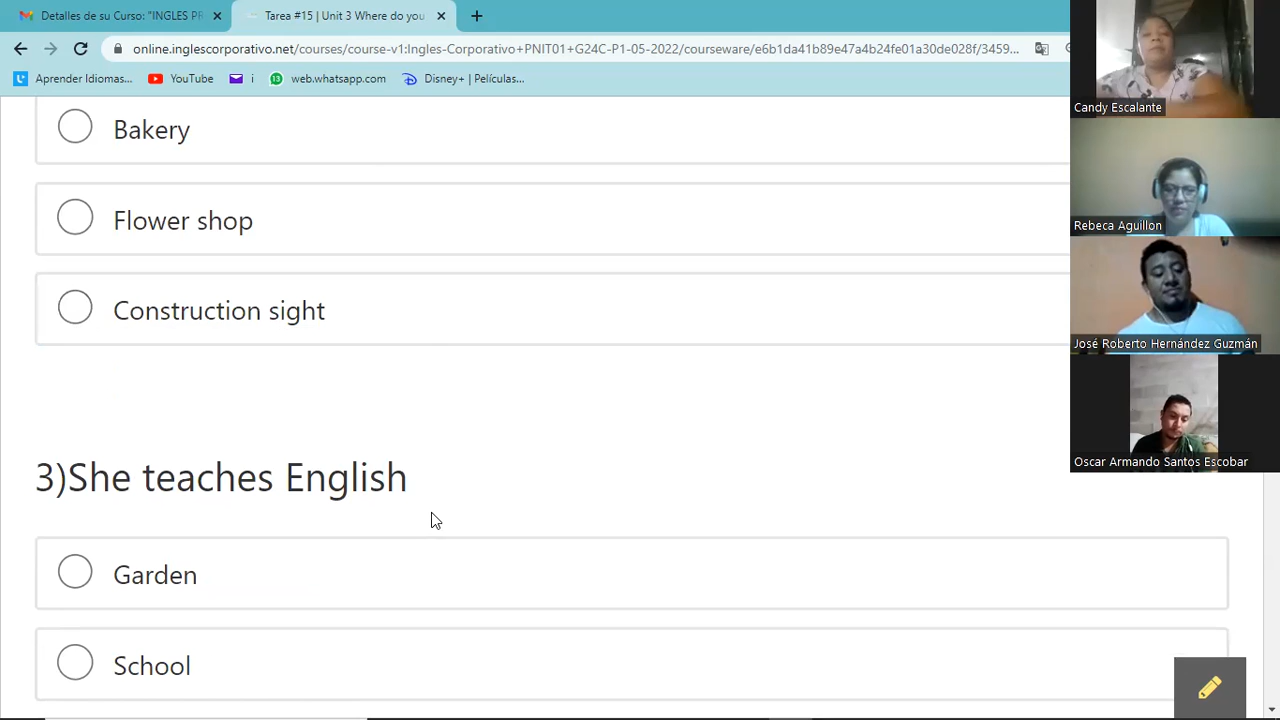 Detalles de su Curso: "INGLES PR
Tarea #15 | Unit 3 Where do you
online.inglescorporativo.net/courses/course-v1:Ingles-Corporativo+PNIT01+G24C-P1-05-2022/courseware/e6b1da41b89e47a4b24fe01a30de028f/3459...
Aprender Idiomas...
YouTube
i
web.whatsapp.com
Disney+ | Películas...
Bakery
Flower shop
Construction sight
3)She teaches English
Garden
School
Candy Escalante
Rebeca Aguillon
José Roberto Hernández Guzmán
Oscar Armando Santos Escobar